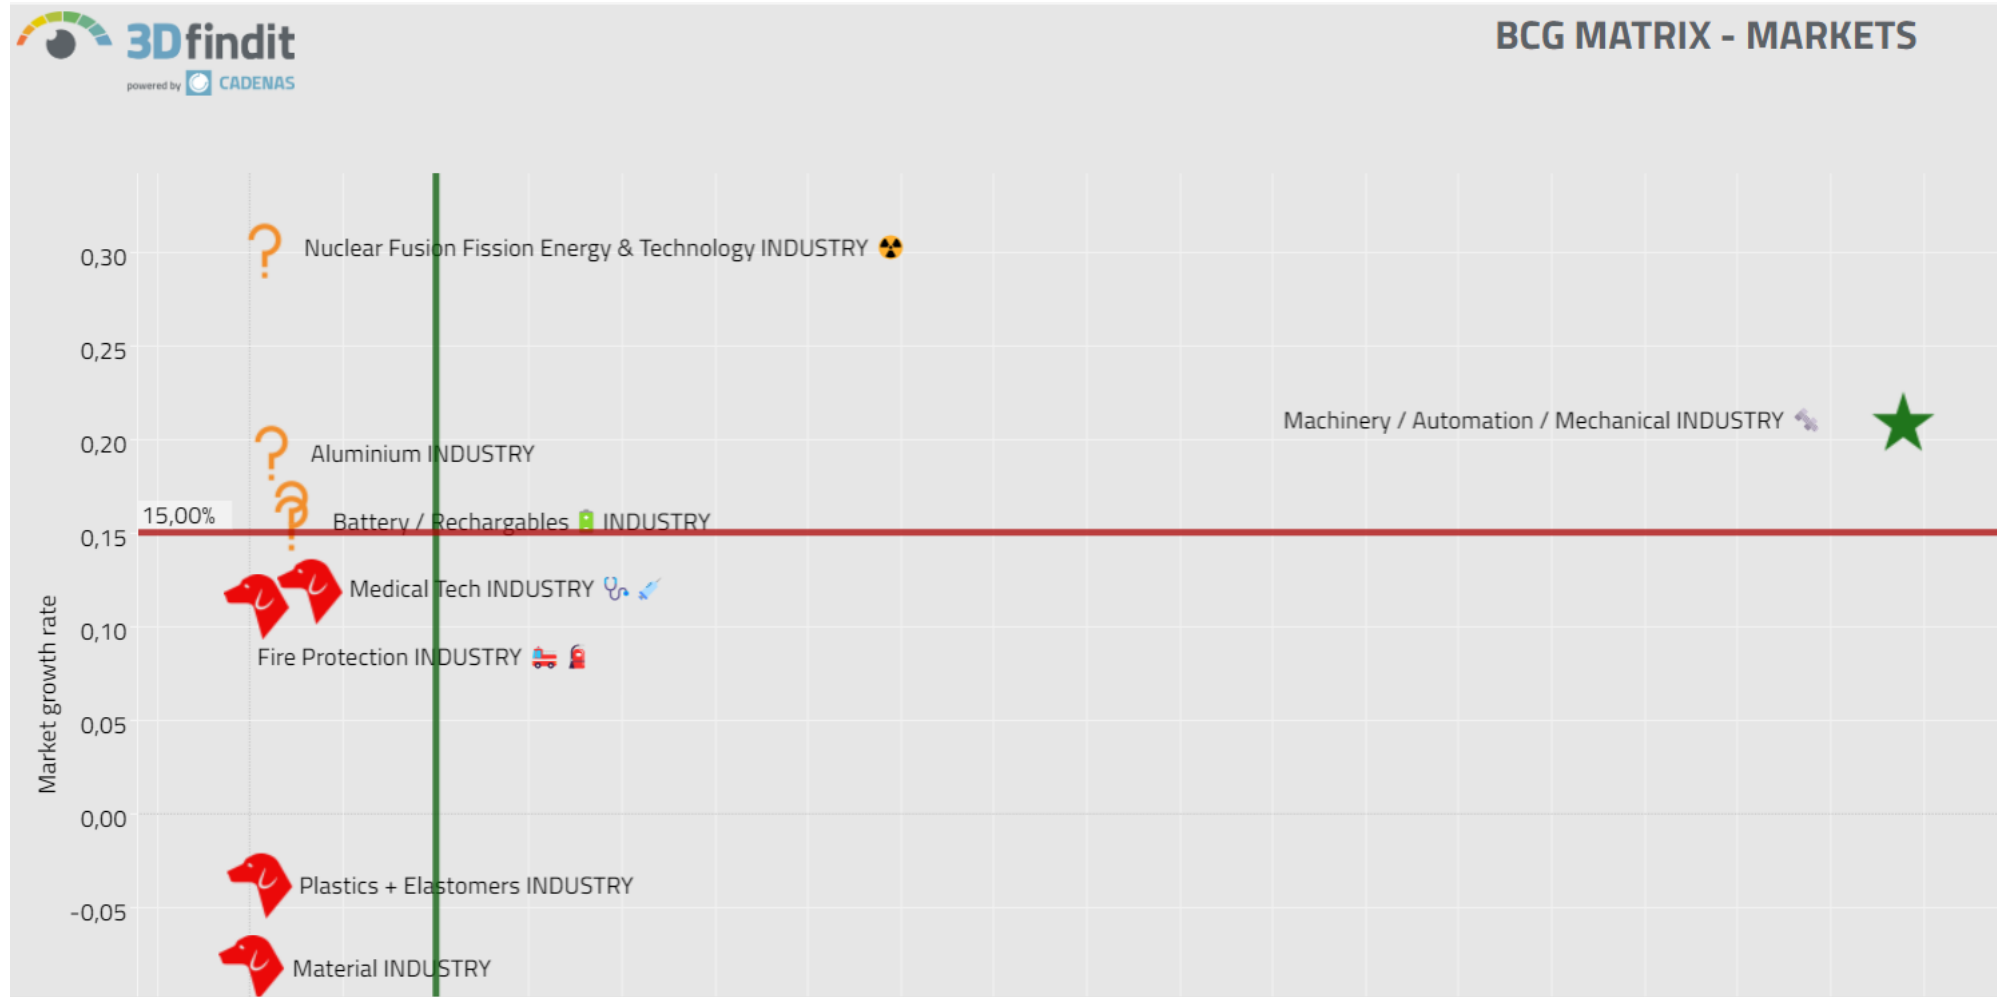 3Dfindit
powered by CADENAS
BCG MATRIX - MARKETS
0,30
Nuclear Fusion Fission Energy & Technology INDUSTRY ☢
0,25
Machinery / Automation / Mechanical INDUSTRY 🔩
0,20
Aluminium INDUSTRY
15,00%
Battery / Rechargables 🔋 INDUSTRY
0,15
Medical Tech INDUSTRY 🩺 💉
0,10
Fire Protection INDUSTRY 🚒 🧯
0,05
Market growth rate
0,00
Plastics + Elastomers INDUSTRY
-0,05
Material INDUSTRY